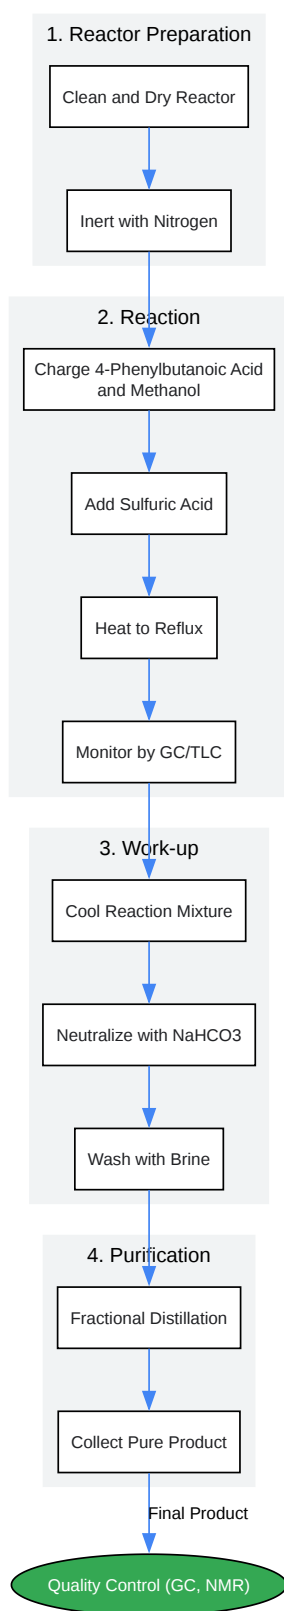 1. Reactor Preparation
Clean and Dry Reactor
Inert with Nitrogen
2. Reaction
Charge 4-Phenylbutanoic Acid
and Methanol
Add Sulfuric Acid
Heat to Reflux
Monitor by GC/TLC
3. Work-up
Cool Reaction Mixture
Neutralize with NaHCO3
Wash with Brine
4. Purification
Fractional Distillation
Collect Pure Product
Final Product
Quality Control (GC, NMR)